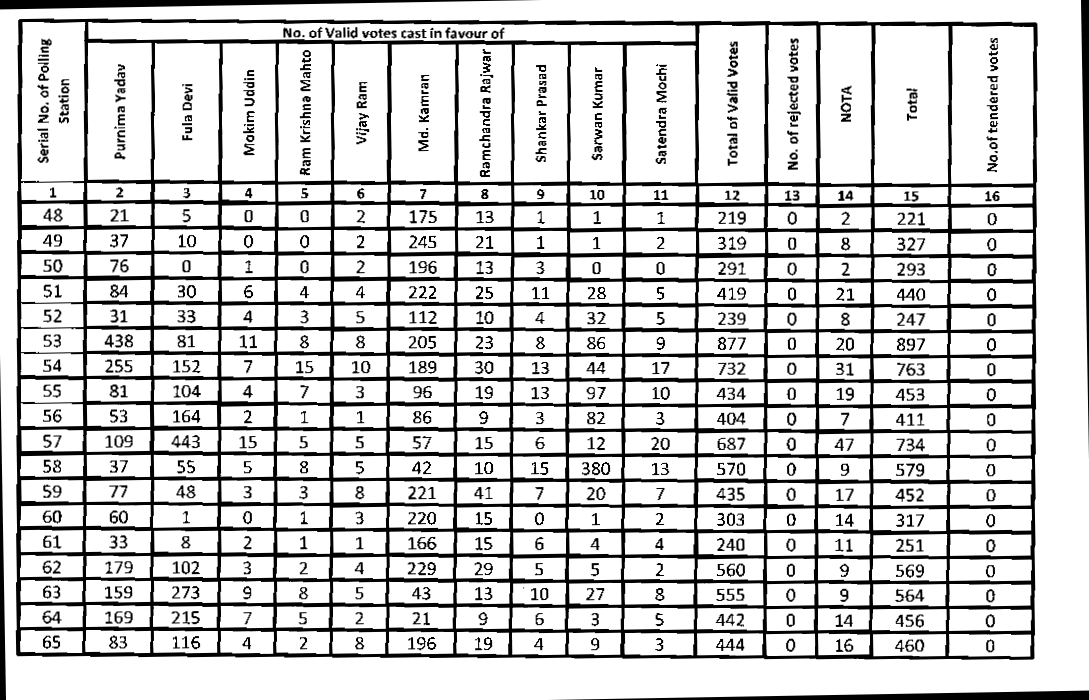 No. of Valid votes cast in favour of
Serial No. of Polling Station Purnima Yadav Fula Devi Mokim Uddin Ram Krishna Mahto Vijay Ram Md. Kamran Ramchandra Rajwar Shankar Prasad Sarwan Kumar Satendra Mochi Total of Valid Votes No. of rejected votes NOTA Total No.of tendered votes
1 2 3 4 5 6 7 8 9 10 11 12 13 14 15 16
48 21 5 0 0 2 175 13 1 1 1 219 0 2 221 0
49 37 10 0 0 2 245 21 1 1 2 319 0 8 327 0
50 76 0 1 0 2 196 13 3 0 0 291 0 2 293 0
51 84 30 6 4 4 222 25 11 28 5 419 0 21 440 0
52 31 33 4 3 5 112 10 4 32 5 239 0 8 247 0
53 438 81 11 8 8 205 23 8 86 9 877 0 20 897 0
54 255 152 7 15 10 189 30 13 44 17 732 0 31 763 0
55 81 104 4 7 3 96 19 13 97 10 434 0 19 453 0
56 53 164 2 1 1 86 9 3 82 3 404 0 7 411 0
57 109 443 15 5 5 57 15 6 12 20 687 0 47 734 0
58 37 55 5 8 5 42 10 15 380 13 570 0 9 579 0
59 77 48 3 3 8 221 41 7 20 7 435 0 17 452 0
60 60 1 0 1 3 220 15 0 1 2 303 0 14 317 0
61 33 8 2 1 1 166 15 6 4 4 240 0 11 251 0
62 179 102 3 2 4 229 29 5 5 2 560 0 9 569 0
63 159 273 9 8 5 43 13 10 27 8 555 0 9 564 0
64 169 215 7 5 2 21 9 6 3 5 442 0 14 456 0
65 83 116 4 2 8 196 19 4 9 3 444 0 16 460 0